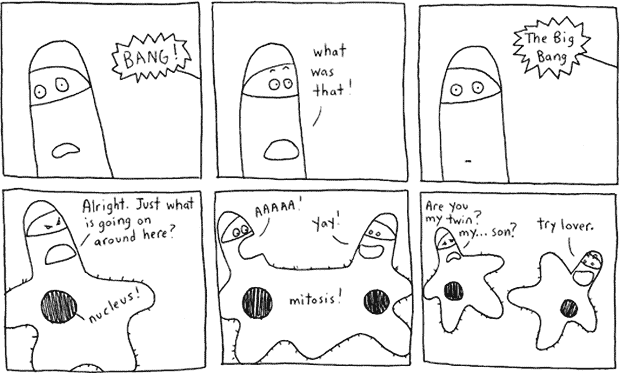 BANG!
what
was
that!
The Big
Bang
Alright. Just what
is going on
around here?
nucleus!
AAAAA!
yay!
mitosis!
Are you
my twin?
my... son?
try lover.